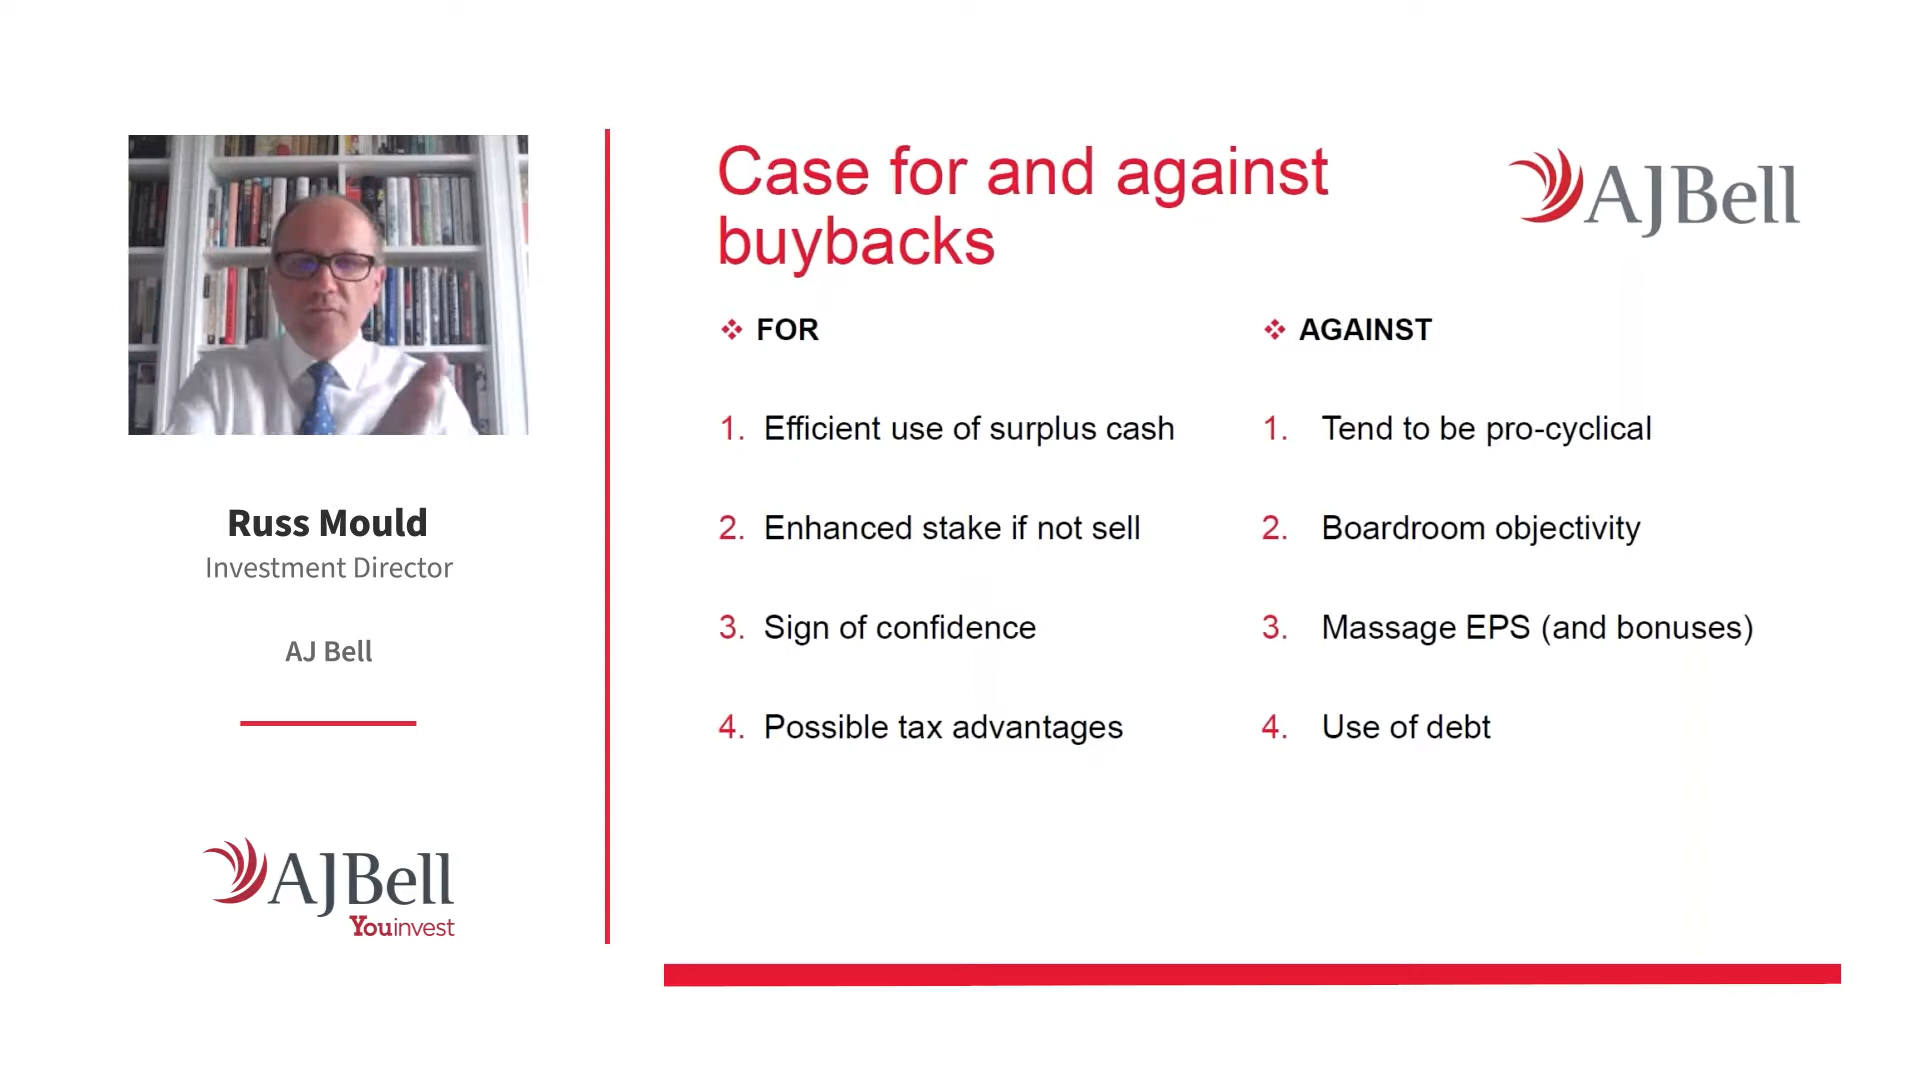 Russ Mould
Investment Director
AJ Bell
AJBell
Youinvest
Case for and against
buybacks
AJBell
❖ FOR
1. Efficient use of surplus cash
2. Enhanced stake if not sell
3. Sign of confidence
4. Possible tax advantages
❖ AGAINST
1. Tend to be pro-cyclical
2. Boardroom objectivity
3. Massage EPS (and bonuses)
4. Use of debt